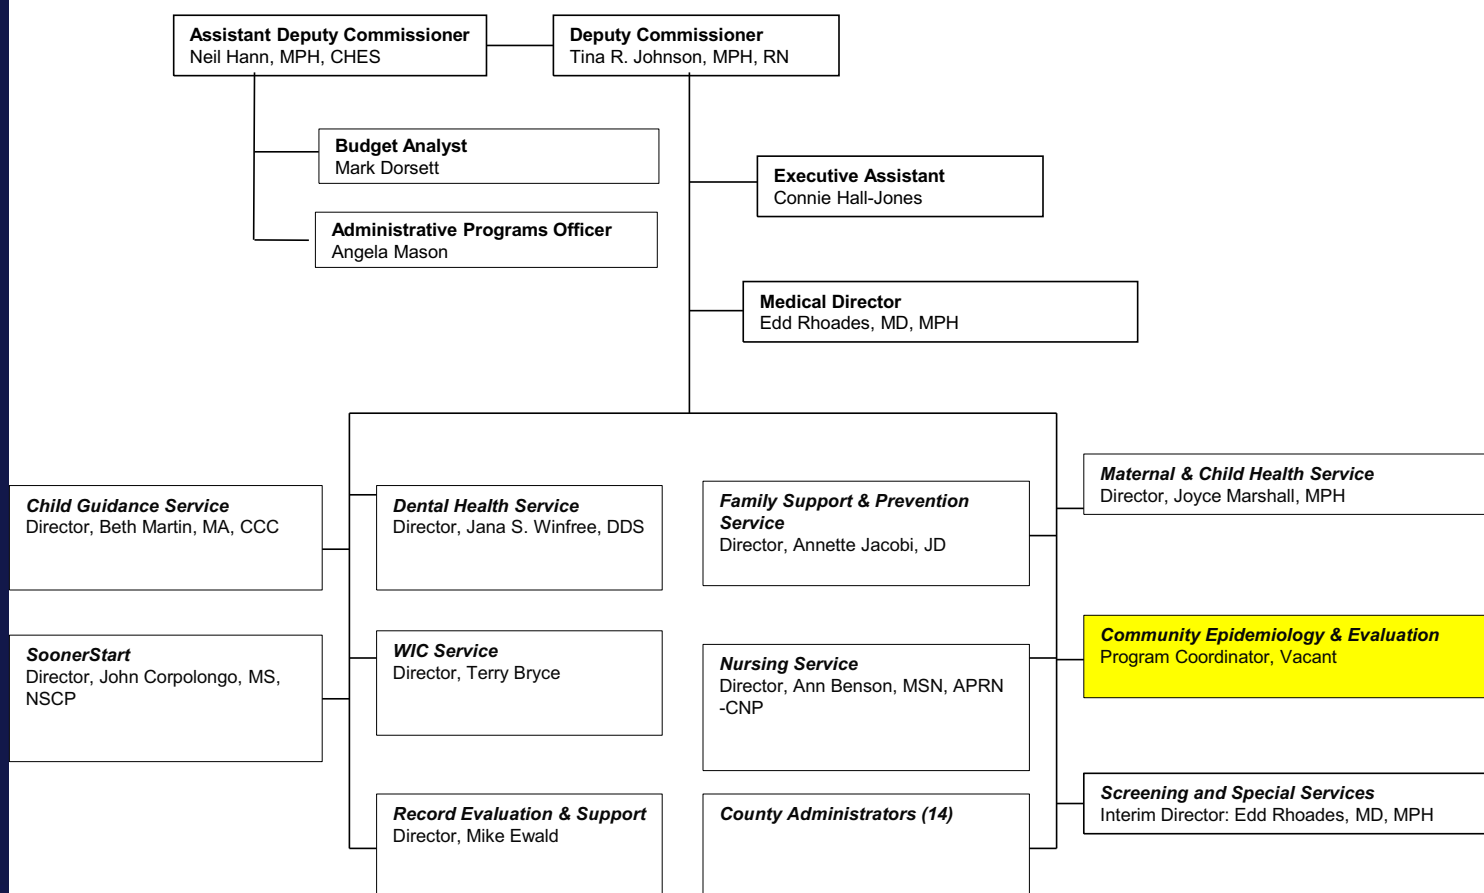 Assistant Deputy Commissioner
Neil Hann, MPH, CHES
Deputy Commissioner
Tina R. Johnson, MPH, RN
Budget Analyst
Mark Dorsett
Executive Assistant
Connie Hall-Jones
Administrative Programs Officer
Angela Mason
Medical Director
Edd Rhoades, MD, MPH
Child Guidance Service
Director, Beth Martin, MA, CCC
Dental Health Service
Director, Jana S. Winfree, DDS
Family Support & Prevention
Service
Director, Annette Jacobi, JD
Maternal & Child Health Service
Director, Joyce Marshall, MPH
SoonerStart
Director, John Corpolongo, MS,
NSCP
WIC Service
Director, Terry Bryce
Nursing Service
Director, Ann Benson, MSN, APRN
-CNP
Community Epidemiology & Evaluation
Program Coordinator, Vacant
Record Evaluation & Support
Director, Mike Ewald
County Administrators (14)
Screening and Special Services
Interim Director: Edd Rhoades, MD, MPH